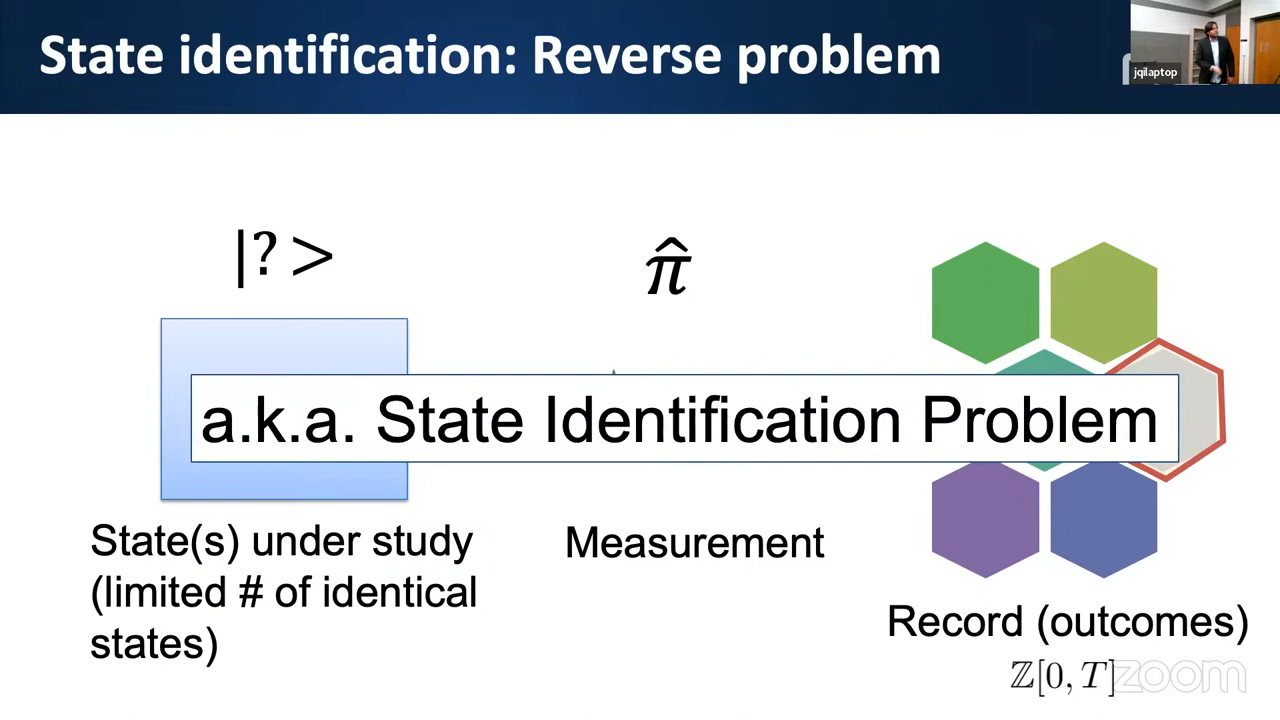 State identification: Reverse problem
jqilaptop
|? >
π̂
a.k.a. State Identification Problem
State(s) under study
(limited # of identical
states)
Measurement
Record (outcomes)
ℤ[0, T]
zoom